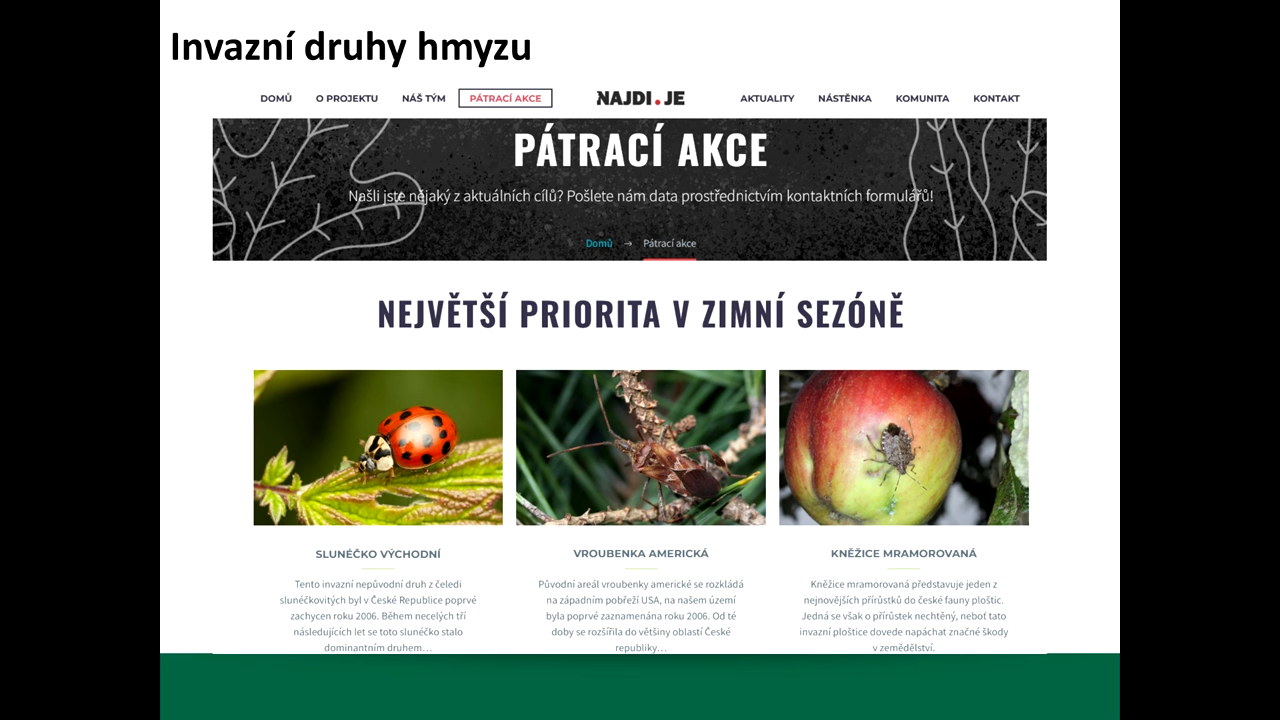 Invazní druhy hmyzu
DOMŮ O PROJEKTU NÁŠ TÝM PÁTRACÍ AKCE NAJDI.JE AKTUALITY NÁSTĚNKA KOMUNITA KONTAKT
PÁTRACÍ AKCE
Našli jste nějaký z aktuálních cílů? Pošlete nám data prostřednictvím kontaktních formulářů!
Domů → Pátrací akce
NEJVĚTŠÍ PRIORITA V ZIMNÍ SEZÓNĚ
SLUNÉČKO VÝCHODNÍ
Tento invazní nepůvodní druh z čeledi
slunéčkovitých byl v České Republice poprvé
zachycen roku 2006. Během necelých tří
následujících let se toto slunéčko stalo
dominantním druhem…
VROUBENKA AMERICKÁ
Původní areál vroubenky americké se rozkládá
na západním pobřeží USA, na našem území
byla poprvé zaznamenána roku 2006. Od té
doby se rozšířila do většiny oblastí České
republiky…
KNĚŽICE MRAMOROVANÁ
Kněžice mramorovaná představuje jeden z
nejnovějších přírůstků do české fauny ploštic.
Jedná se však o přírůstek nechtěný, neboť tato
invazní ploštice dovede napáchat značné škody
v zemědělství.